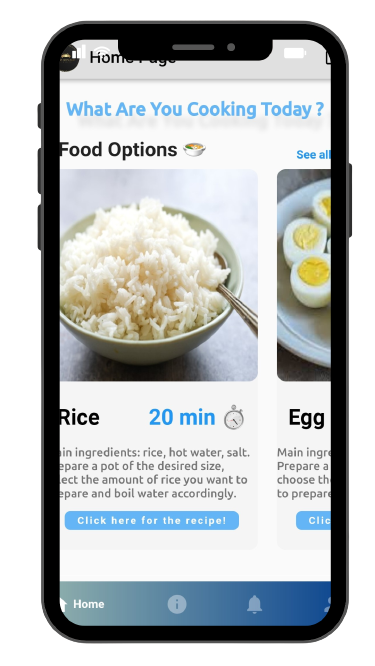 Home Page
What Are You Cooking Today ?
Food Options
See all
Rice 20 min
Egg
ain ingredients: rice, hot water, salt.
epare a pot of the desired size,
lect the amount of rice you want to
epare and boil water accordingly.
Click here for the recipe!
Main ingre
Prepare a
choose the
to prepare
Clic
Home